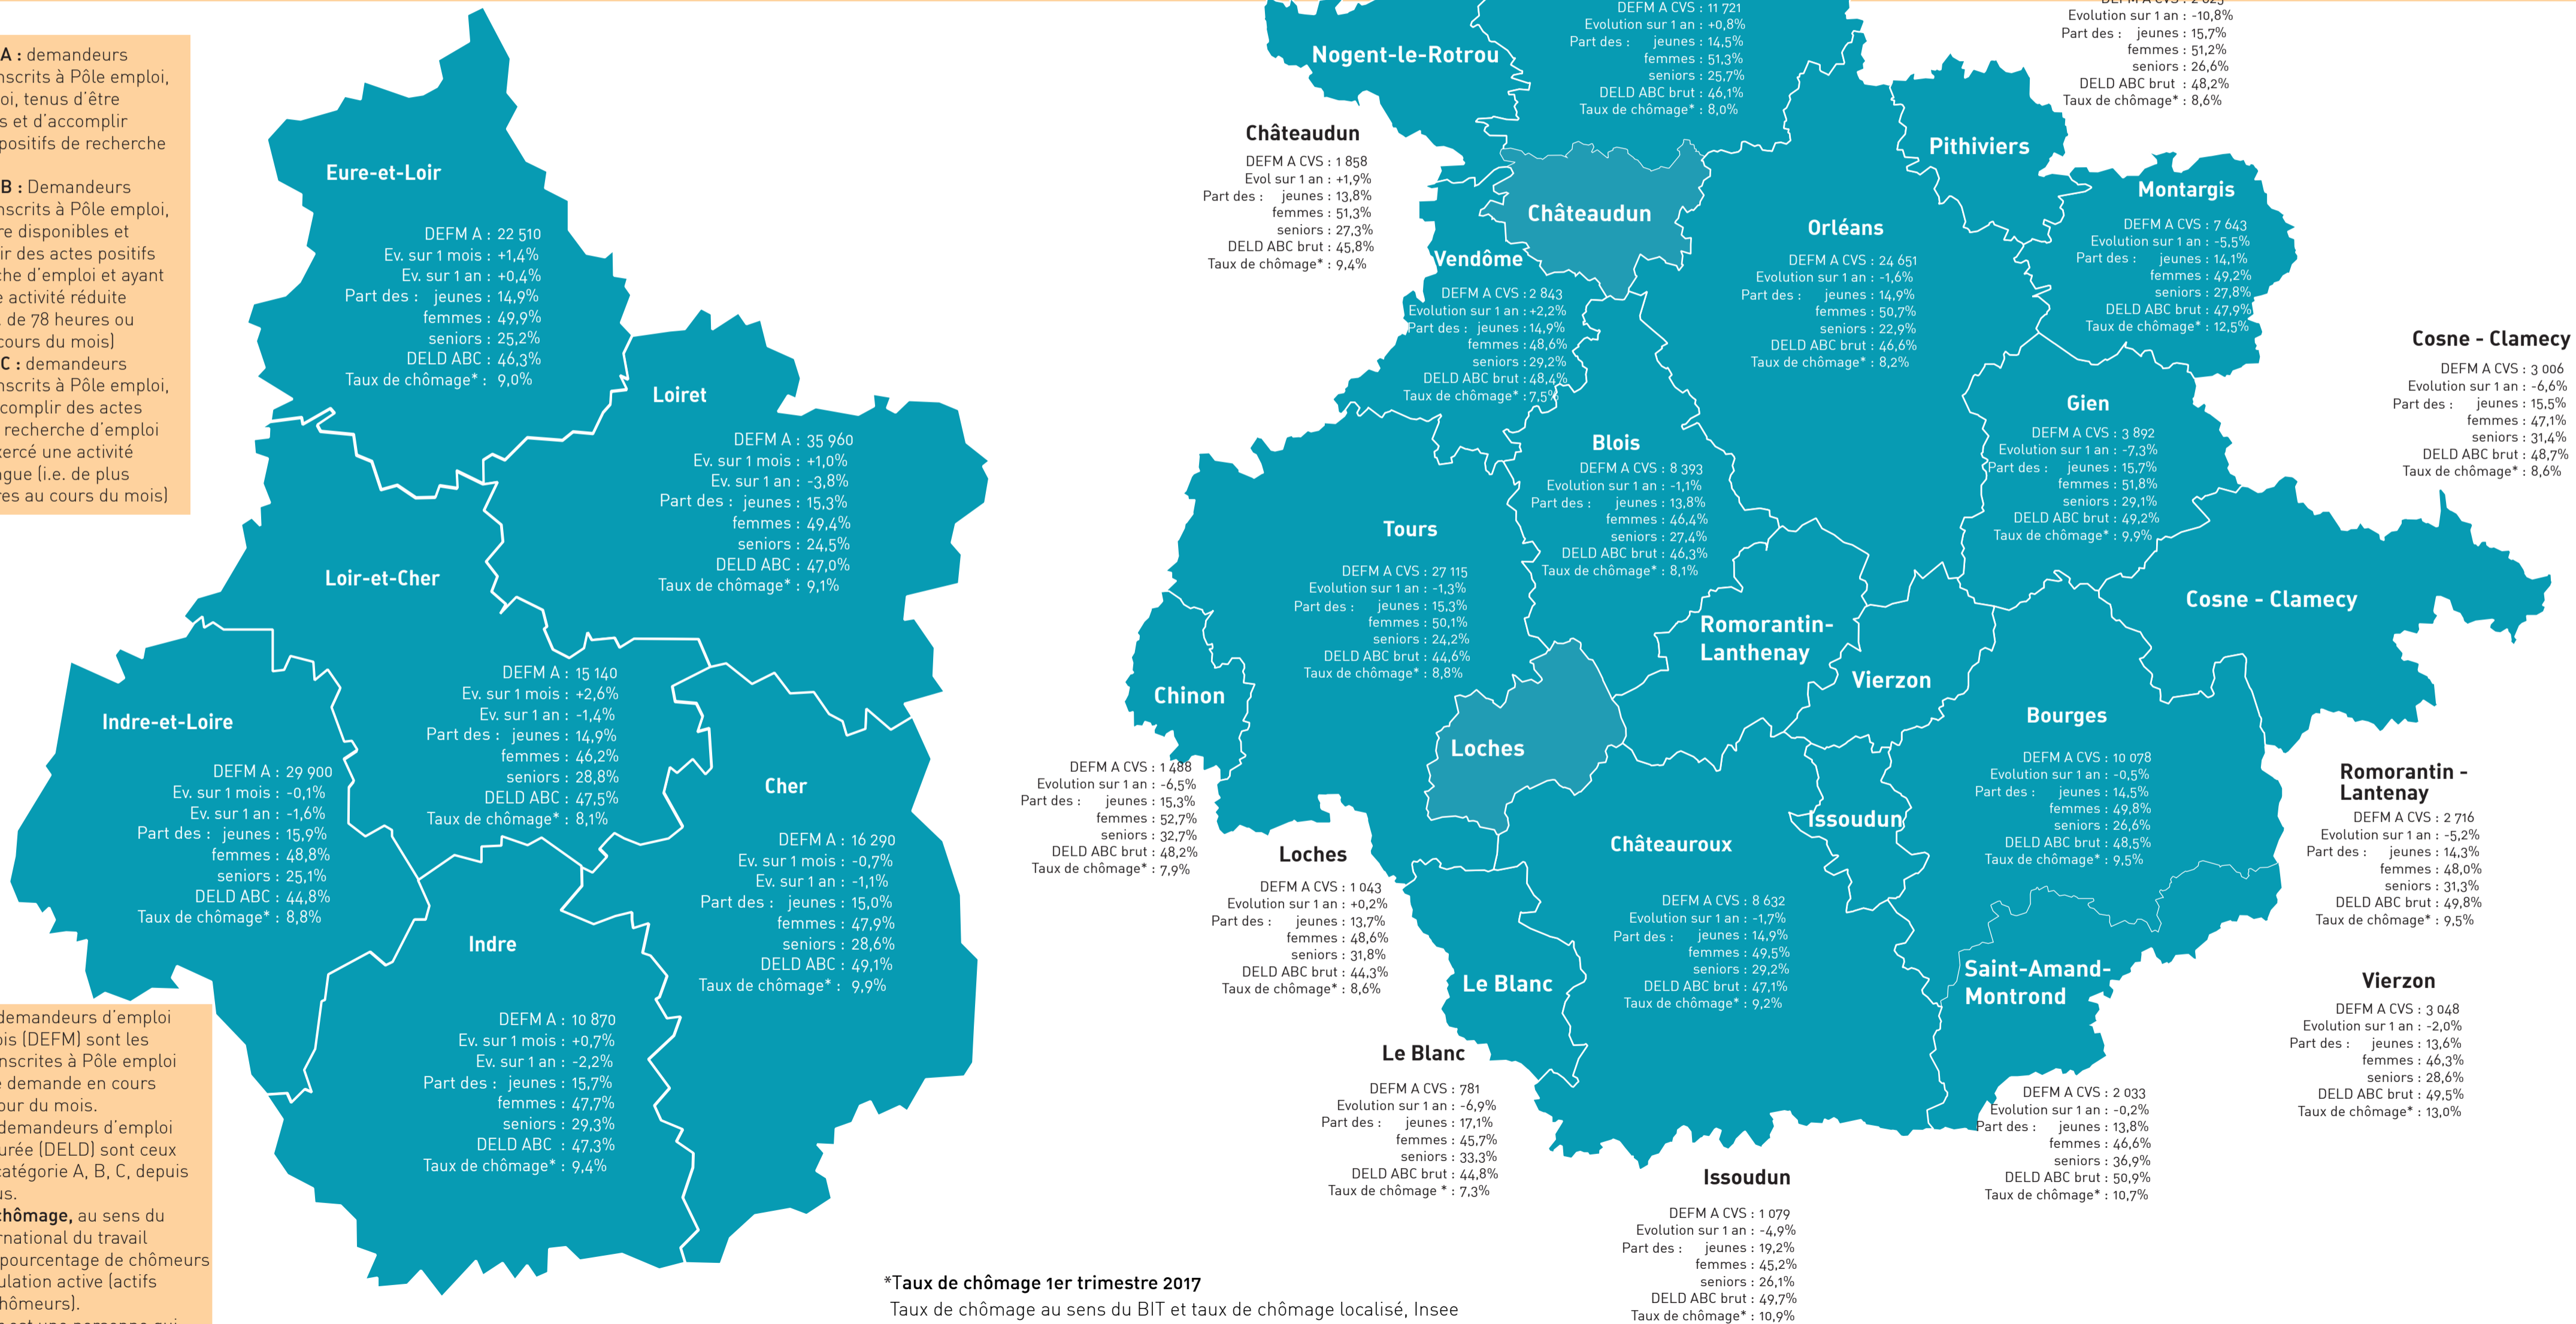 A : demandeurs
nscrits à Pôle emploi,
oi, tenus d'être
s et d'accomplir
positifs de recherche
B : Demandeurs
nscrits à Pôle emploi,
re disponibles et
ir des actes positifs
che d'emploi et ayant
e activité réduite
de 78 heures ou
cours du mois)
C : demandeurs
nscrits à Pôle emploi,
ccomplir des actes
recherche d'emploi
xercé une activité
ngue (i.e. de plus
res au cours du mois)
demandeurs d'emploi
ois (DEFM) sont les
nscrites à Pôle emploi
e demande en cours
our du mois.
demandeurs d'emploi
urée (DELD) sont ceux
catégorie A, B, C, depuis
us.
chômage, au sens du
rnational du travail
pourcentage de chômeurs
ulation active (actifs
hômeurs).
Eure-et-Loir
DEFM A : 22 510
Ev. sur 1 mois : +1,4%
Ev. sur 1 an : +0,4%
Part des : jeunes : 14,9%
femmes : 49,9%
seniors : 25,2%
DELD ABC : 46,3%
Taux de chômage* : 9,0%
Loiret
DEFM A : 35 960
Ev. sur 1 mois : +1,0%
Ev. sur 1 an : -3,8%
Part des : jeunes : 15,3%
femmes : 49,4%
seniors : 24,5%
DELD ABC : 47,0%
Taux de chômage* : 9,1%
Loir-et-Cher
DEFM A : 15 140
Ev. sur 1 mois : +2,6%
Ev. sur 1 an : -1,4%
Part des : jeunes : 14,9%
femmes : 46,2%
seniors : 28,8%
DELD ABC : 47,5%
Taux de chômage* : 8,1%
Indre-et-Loire
DEFM A : 29 900
Ev. sur 1 mois : -0,1%
Ev. sur 1 an : -1,6%
Part des : jeunes : 15,9%
femmes : 48,8%
seniors : 25,1%
DELD ABC : 44,8%
Taux de chômage* : 8,8%
Cher
DEFM A : 16 290
Ev. sur 1 mois : -0,7%
Ev. sur 1 an : -1,1%
Part des : jeunes : 15,0%
femmes : 47,9%
seniors : 28,6%
DELD ABC : 49,1%
Taux de chômage* : 9,9%
Indre
DEFM A : 10 870
Ev. sur 1 mois : +0,7%
Ev. sur 1 an : -2,2%
Part des : jeunes : 15,7%
femmes : 47,7%
seniors : 29,3%
DELD ABC : 47,3%
Taux de chômage* : 9,4%
Nogent-le-Rotrou
DEFM A CVS : 11 721
Evolution sur 1 an : +0,8%
Part des : jeunes : 14,5%
femmes : 51,3%
seniors : 25,7%
DELD ABC brut : 46,1%
Taux de chômage* : 8,0%
Evolution sur 1 an : -10,8%
Part des : jeunes : 15,7%
femmes : 51,2%
seniors : 26,6%
DELD ABC brut : 48,2%
Taux de chômage* : 8,6%
Pithiviers
Châteaudun
DEFM A CVS : 1 858
Evol sur 1 an : +1,9%
Part des : jeunes : 13,8%
femmes : 51,3%
seniors : 27,3%
DELD ABC brut : 45,8%
Taux de chômage* : 9,4%
Châteaudun
Vendôme
DEFM A CVS : 2 843
Evolution sur 1 an : +2,2%
Part des : jeunes : 14,9%
femmes : 48,6%
seniors : 29,2%
DELD ABC brut : 48,4%
Taux de chômage* : 7,5%
Orléans
DEFM A CVS : 24 651
Evolution sur 1 an : -1,6%
Part des : jeunes : 14,9%
femmes : 50,7%
seniors : 22,9%
DELD ABC brut : 46,6%
Taux de chômage* : 8,2%
Montargis
DEFM A CVS : 7 643
Evolution sur 1 an : -5,5%
Part des : jeunes : 14,1%
femmes : 49,2%
seniors : 27,8%
DELD ABC brut : 47,9%
Taux de chômage* : 12,5%
Cosne - Clamecy
DEFM A CVS : 3 006
Evolution sur 1 an : -6,6%
Part des : jeunes : 15,5%
femmes : 47,1%
seniors : 31,4%
DELD ABC brut : 48,7%
Taux de chômage* : 8,6%
Gien
DEFM A CVS : 3 892
Evolution sur 1 an : -7,3%
Part des : jeunes : 15,7%
femmes : 51,8%
seniors : 29,1%
DELD ABC brut : 49,2%
Taux de chômage* : 9,9%
Blois
DEFM A CVS : 8 393
Evolution sur 1 an : -1,1%
Part des : jeunes : 13,8%
femmes : 46,4%
seniors : 27,4%
DELD ABC brut : 46,3%
Taux de chômage* : 8,1%
Tours
DEFM A CVS : 27 115
Evolution sur 1 an : -1,3%
Part des : jeunes : 15,3%
femmes : 50,1%
seniors : 24,2%
DELD ABC brut : 44,6%
Taux de chômage* : 8,8%
Cosne - Clamecy
Romorantin-
Lanthenay
Vierzon
Chinon
DEFM A CVS : 1 488
Evolution sur 1 an : -6,5%
Part des : jeunes : 15,3%
femmes : 52,7%
seniors : 32,7%
DELD ABC brut : 48,2%
Taux de chômage* : 7,9%
Loches
Bourges
DEFM A CVS : 10 078
Evolution sur 1 an : -0,5%
Part des : jeunes : 14,5%
femmes : 49,8%
seniors : 26,6%
DELD ABC brut : 48,5%
Taux de chômage* : 9,5%
Romorantin -
Lantenay
DEFM A CVS : 2 716
Evolution sur 1 an : -5,2%
Part des : jeunes : 14,3%
femmes : 48,0%
seniors : 31,3%
DELD ABC brut : 49,8%
Taux de chômage* : 9,5%
Issoudun
Châteauroux
DEFM A CVS : 8 632
Evolution sur 1 an : -1,7%
Part des : jeunes : 14,9%
femmes : 49,5%
seniors : 29,2%
DELD ABC brut : 47,1%
Taux de chômage* : 9,2%
Loches
DEFM A CVS : 1 043
Evolution sur 1 an : +0,2%
Part des : jeunes : 13,7%
femmes : 48,6%
seniors : 31,8%
DELD ABC brut : 44,3%
Taux de chômage* : 8,6%
Le Blanc
Saint-Amand-
Montrond
Vierzon
DEFM A CVS : 3 048
Evolution sur 1 an : -2,0%
Part des : jeunes : 13,6%
femmes : 46,3%
seniors : 28,6%
DELD ABC brut : 49,5%
Taux de chômage* : 13,0%
Le Blanc
DEFM A CVS : 781
Evolution sur 1 an : -6,9%
Part des : jeunes : 17,1%
femmes : 45,7%
seniors : 33,3%
DELD ABC brut : 44,8%
Taux de chômage * : 7,3%
DEFM A CVS : 2 033
Evolution sur 1 an : -0,2%
Part des : jeunes : 13,8%
femmes : 46,6%
seniors : 36,9%
DELD ABC brut : 50,9%
Taux de chômage* : 10,7%
Issoudun
DEFM A CVS : 1 079
Evolution sur 1 an : -4,9%
Part des : jeunes : 19,2%
femmes : 45,2%
seniors : 26,1%
DELD ABC brut : 49,7%
Taux de chômage* : 10,9%
*Taux de chômage 1er trimestre 2017
Taux de chômage au sens du BIT et taux de chômage localisé, Insee